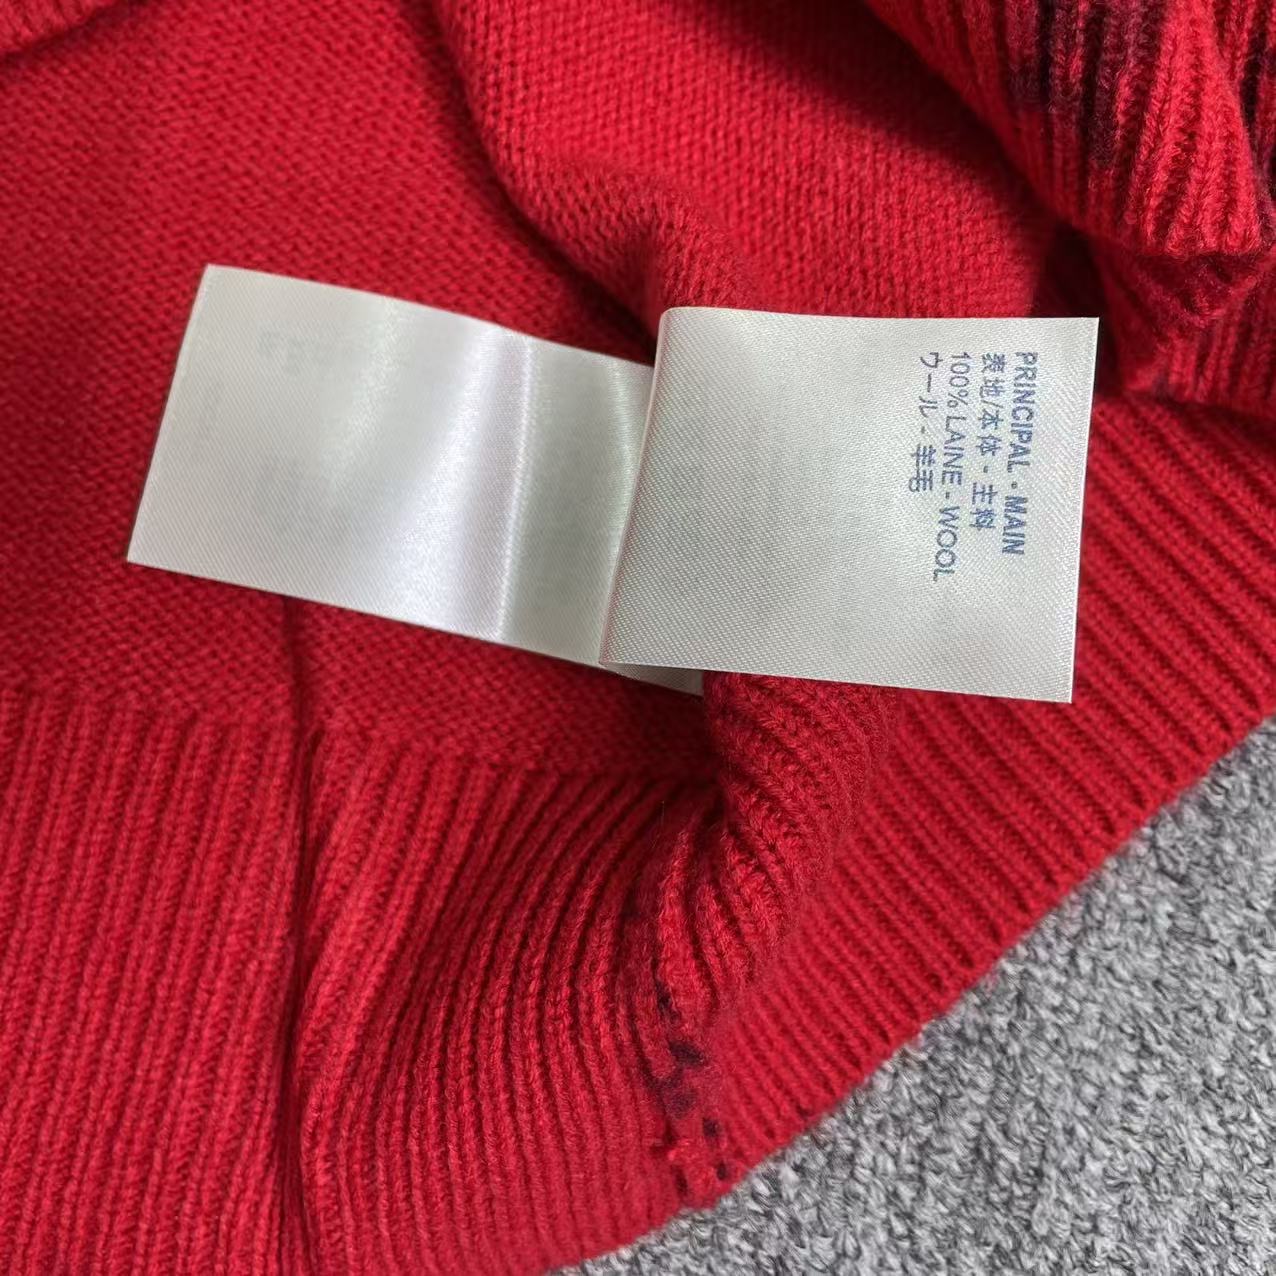 PRINCIPAL - MAIN
表地/本体 - 主料
100% LAINE - WOOL
ウール - 羊毛